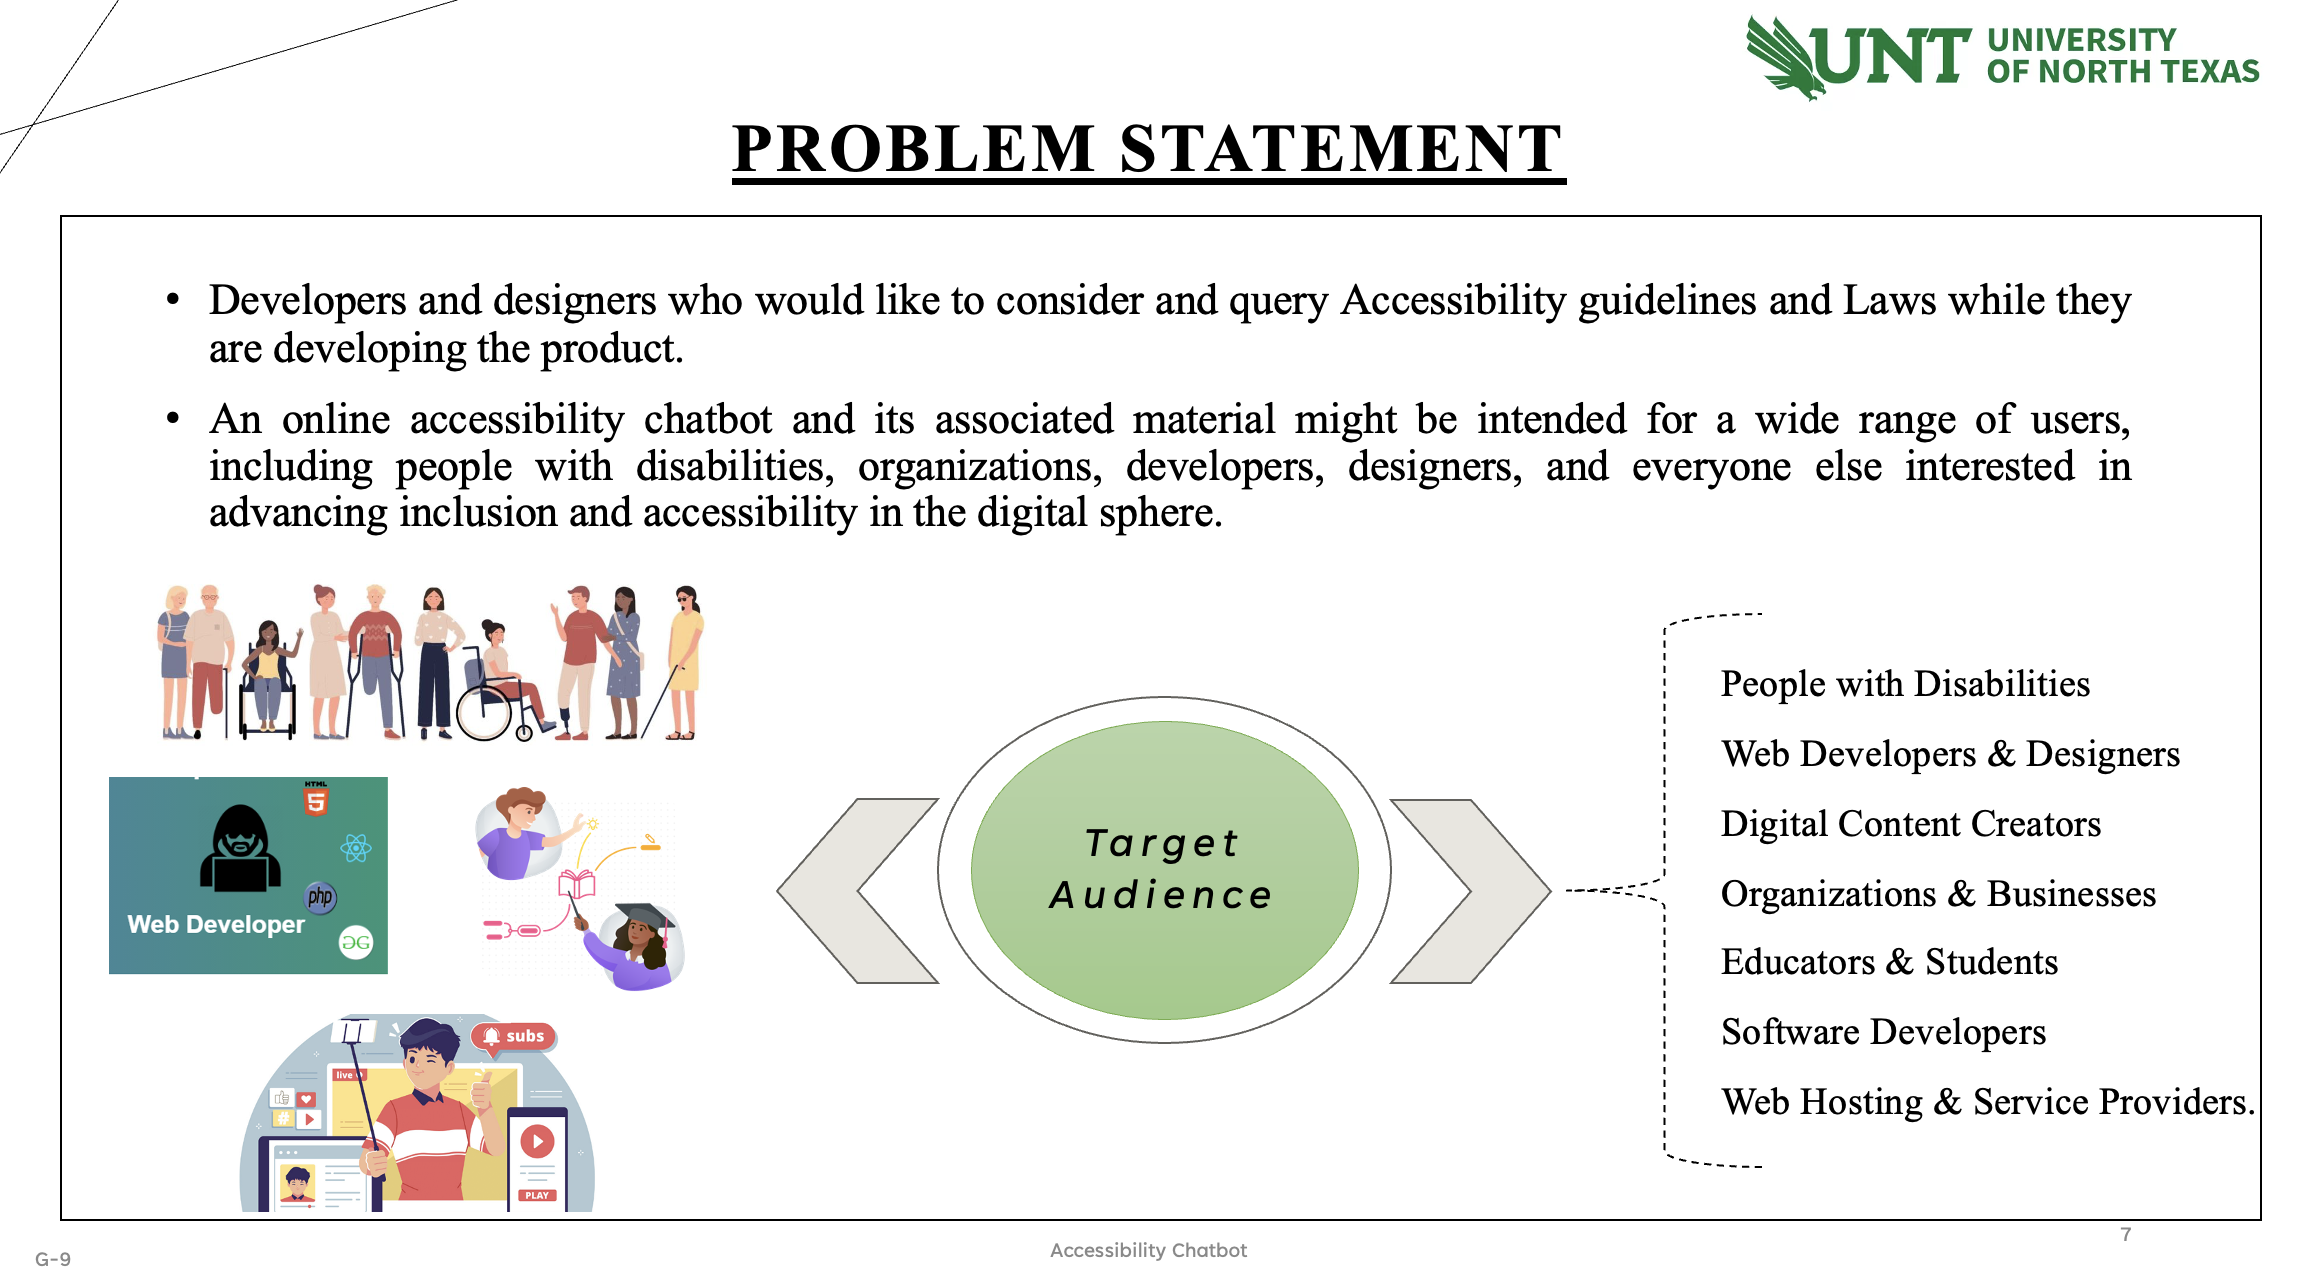 UNT UNIVERSITY
OF NORTH TEXAS
PROBLEM STATEMENT
• Developers and designers who would like to consider and query Accessibility guidelines and Laws while they
are developing the product.
• An online accessibility chatbot and its associated material might be intended for a wide range of users,
including people with disabilities, organizations, developers, designers, and everyone else interested in
advancing inclusion and accessibility in the digital sphere.
HTML
5
php
Web Developer
GG
subs
live
#
PLAY
Target
Audience
People with Disabilities
Web Developers & Designers
Digital Content Creators
Organizations & Businesses
Educators & Students
Software Developers
Web Hosting & Service Providers.
G-9
Accessibility Chatbot
7